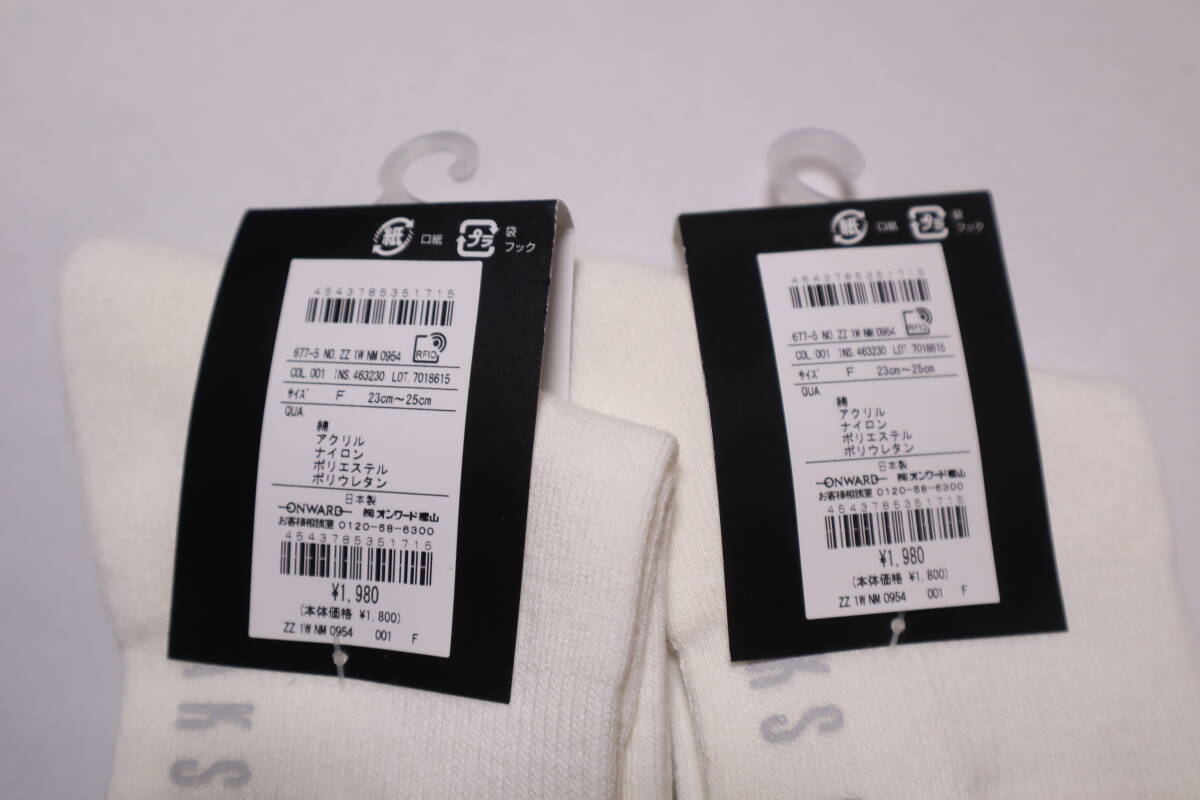 紙 口紙 プラ 袋
フック
4543785351715
RFID
677-5 NO. ZZ 1W NM 0954
COL. 001 INS. 463230 LOT. 7018615
サイズ F 23cm～25cm
QUA.
綿
アクリル
ナイロン
ポリエステル
ポリウレタン
日本製
ONWARD ㈱オンワード樫山
お客様相談室 0120-58-6300
4543785351715
¥1,980
(本体価格 ¥1,800)
ZZ 1W NM 0954 001 F
K
S
紙 口紙 プラ 袋
フック
4543785351715
RFID
677-5 NO. ZZ 1W NM 0954
COL. 001 INS. 463230 LOT. 7018615
サイズ F 23cm～25cm
QUA.
綿
アクリル
ナイロン
ポリエステル
ポリウレタン
日本製
ONWARD ㈱オンワード樫山
お客様相談室 0120-58-6300
4543785351715
¥1,980
(本体価格 ¥1,800)
ZZ 1W NM 0954 001 F
K
S